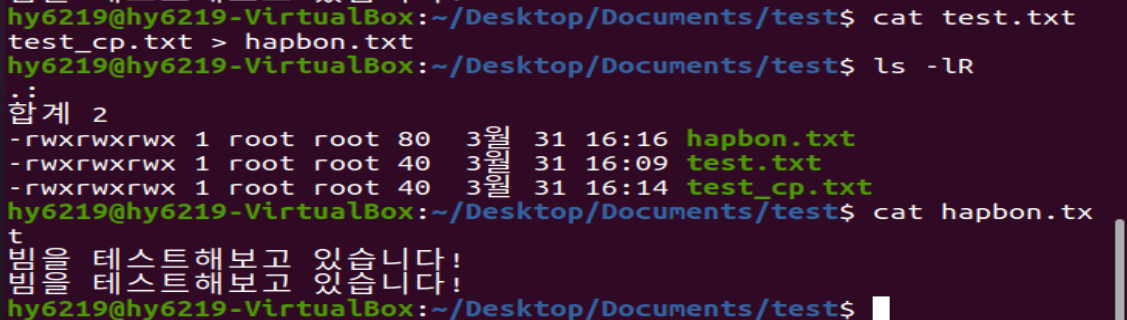 hy6219@hy6219-VirtualBox:~/Desktop/Documents/test$ cat test.txt
test_cp.txt > hapbon.txt
hy6219@hy6219-VirtualBox:~/Desktop/Documents/test$ ls -lR
.:
합계 2
-rwxrwxrwx 1 root root 80  3월  31 16:16 hapbon.txt
-rwxrwxrwx 1 root root 40  3월  31 16:09 test.txt
-rwxrwxrwx 1 root root 40  3월  31 16:14 test_cp.txt
hy6219@hy6219-VirtualBox:~/Desktop/Documents/test$ cat hapbon.tx
t
빔을 테스트해보고 있습니다!
빔을 테스트해보고 있습니다!
hy6219@hy6219-VirtualBox:~/Desktop/Documents/test$